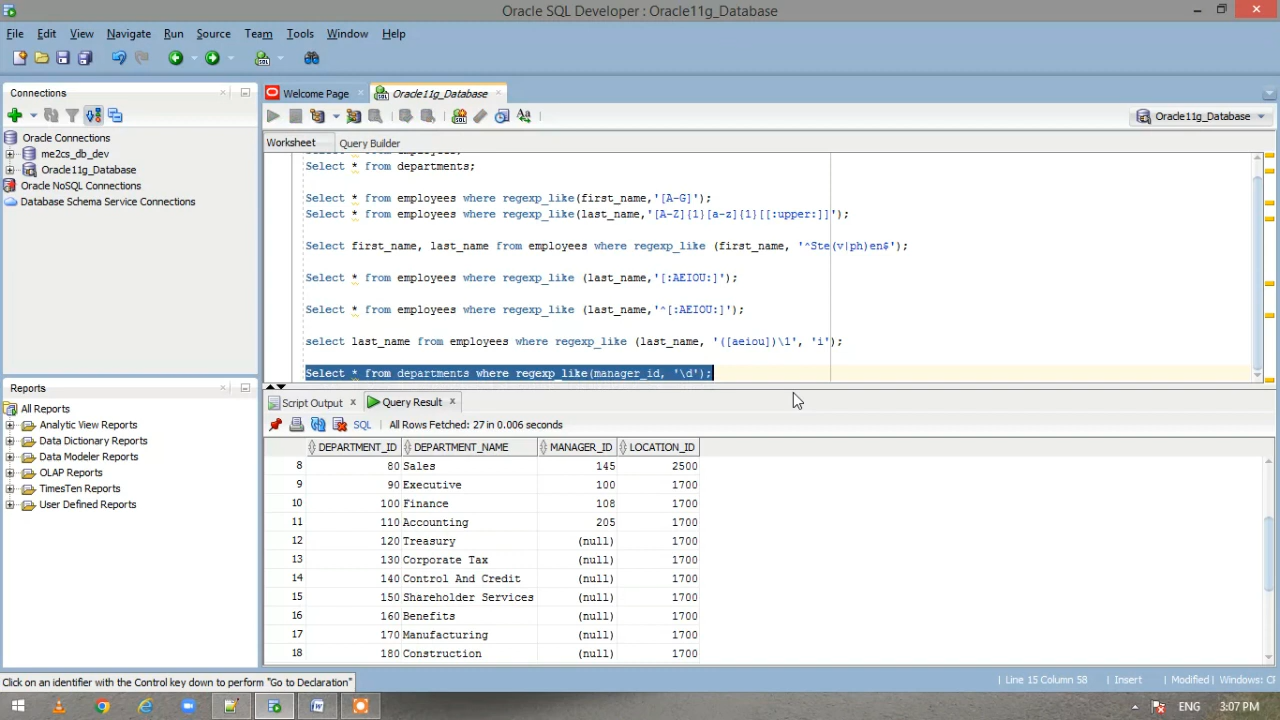 Oracle SQL Developer : Oracle11g_Database
File Edit View Navigate Run Source Team Tools Window Help
Connections
Oracle Connections
me2cs_db_dev
Oracle11g_Database
Oracle NoSQL Connections
Database Schema Service Connections
Reports
All Reports
Analytic View Reports
Data Dictionary Reports
Data Modeler Reports
OLAP Reports
TimesTen Reports
User Defined Reports
Welcome Page Oracle11g_Database
Oracle11g_Database
Worksheet Query Builder
Select * from departments;
Select * from employees where regexp_like(first_name,'[A-G]');
Select * from employees where regexp_like(last_name,'[A-Z]{1}[a-z]{1}[[:upper:]]');
Select first_name, last_name from employees where regexp_like (first_name, '^Ste(v|ph)en$');
Select * from employees where regexp_like (last_name,'[:AEIOU:]');
Select * from employees where regexp_like (last_name,'^[:AEIOU:]');
select last_name from employees where regexp_like (last_name, '([aeiou])\1', 'i');
Select * from departments where regexp_like(manager_id, '\d');
Script Output Query Result
SQL All Rows Fetched: 27 in 0.006 seconds
DEPARTMENT_ID DEPARTMENT_NAME MANAGER_ID LOCATION_ID
8 80 Sales 145 2500
9 90 Executive 100 1700
10 100 Finance 108 1700
11 110 Accounting 205 1700
12 120 Treasury (null) 1700
13 130 Corporate Tax (null) 1700
14 140 Control And Credit (null) 1700
15 150 Shareholder Services (null) 1700
16 160 Benefits (null) 1700
17 170 Manufacturing (null) 1700
18 180 Construction (null) 1700
Click on an identifier with the Control key down to perform "Go to Declaration"
Line 15 Column 58 Insert Modified Windows:
ENG 3:07 PM